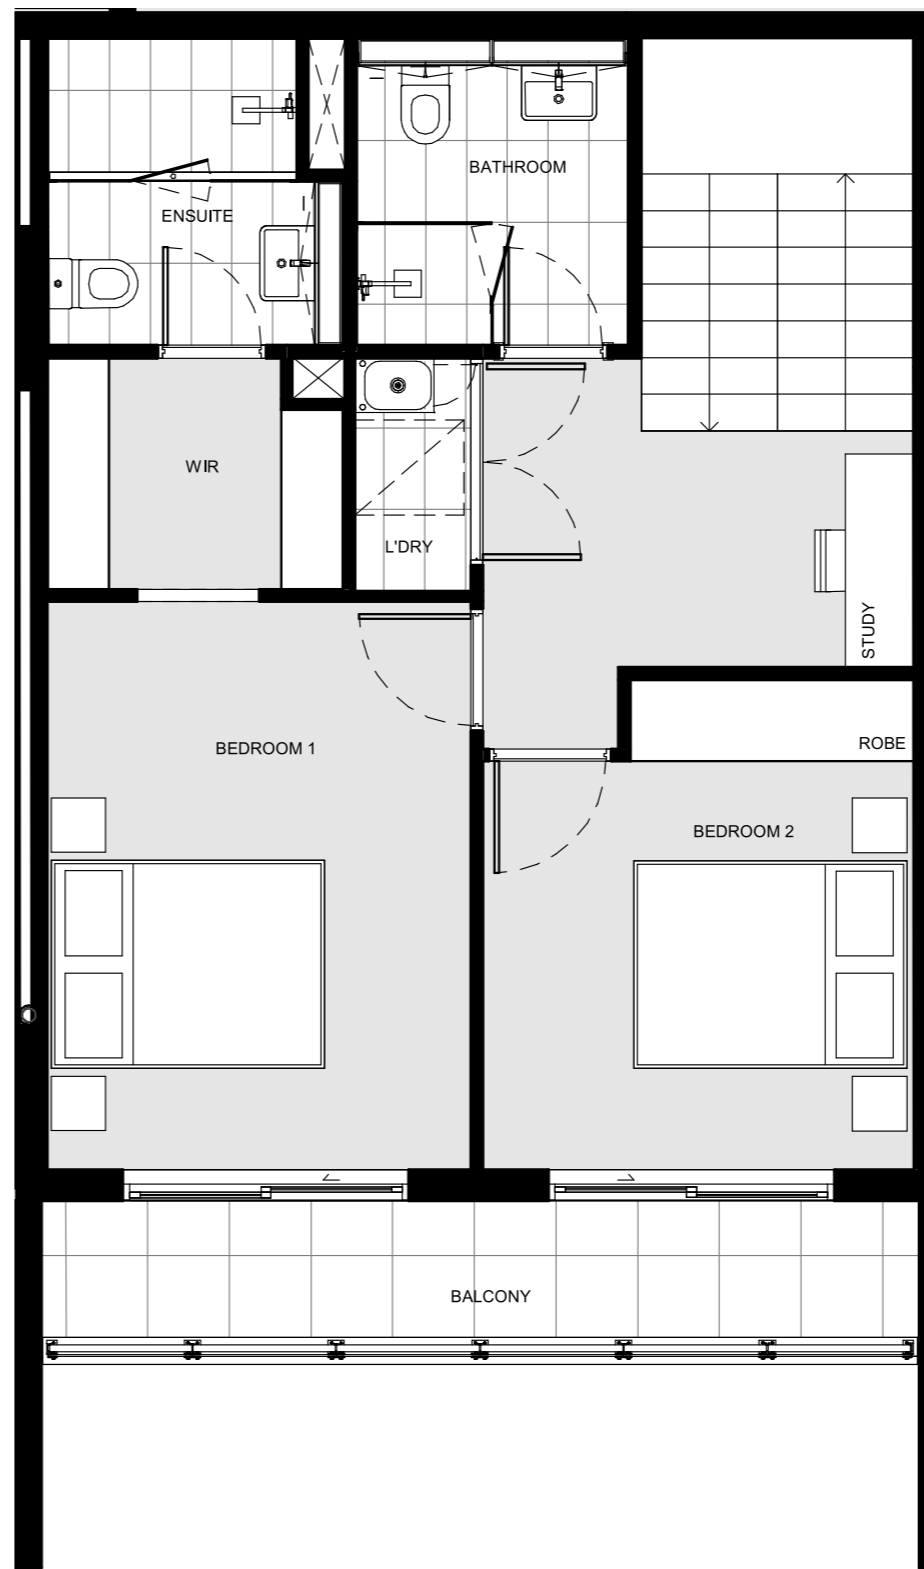 BATHROOM
ENSUITE
WIR
L'DRY
STUDY
ROBE
BEDROOM 1
BEDROOM 2
BALCONY